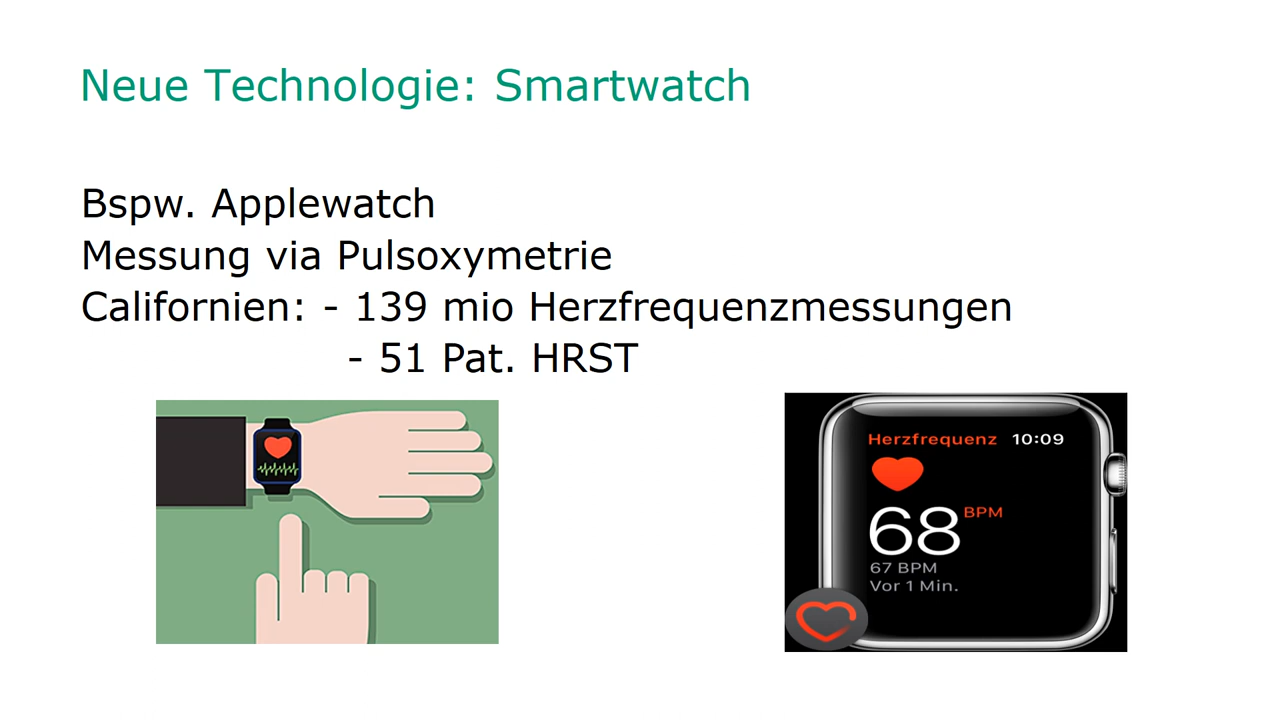 Neue Technologie: Smartwatch
Bspw. Applewatch
Messung via Pulsoxymetrie
Californien: - 139 mio Herzfrequenzmessungen
- 51 Pat. HRST
Herzfrequenz 10:09
68 BPM
67 BPM
Vor 1 Min.